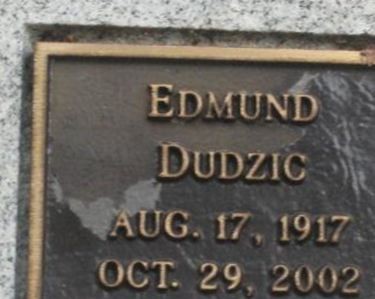 EDMUND
DUDZIC
AUG. 17, 1917
OCT. 29, 2002